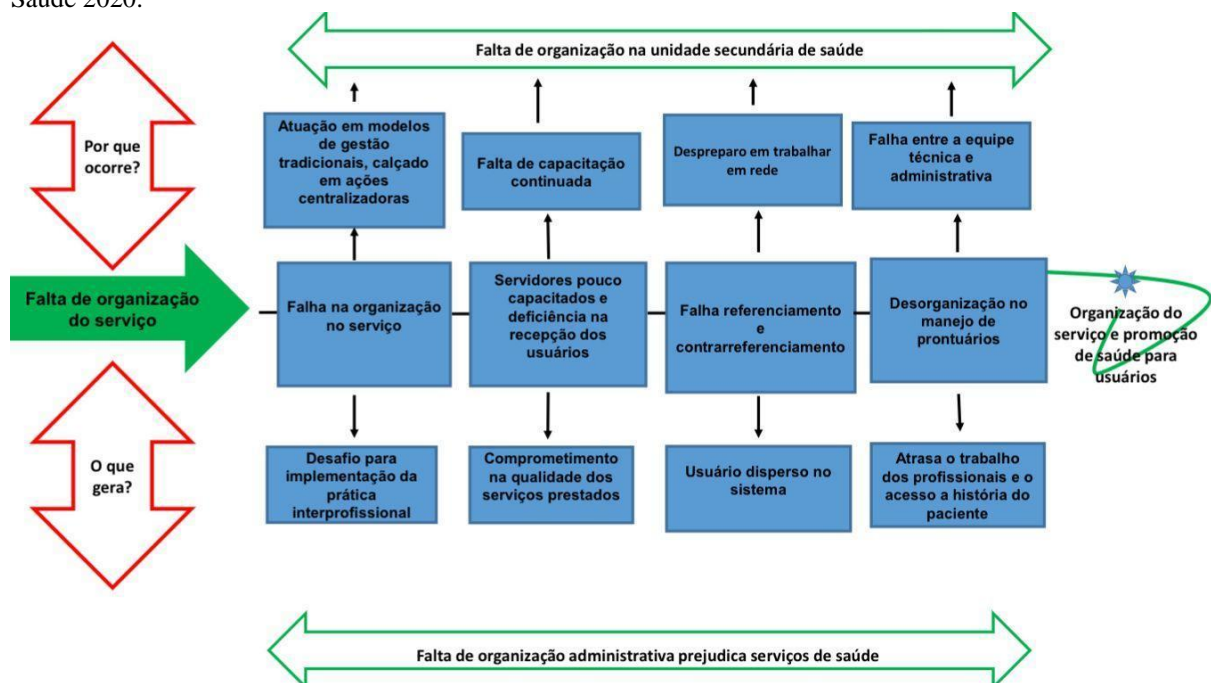 Saúde 2020.
Falta de organização na unidade secundária de saúde
Por que
ocorre?
Atuação em modelos
de gestão
tradicionais, calçado
em ações
centralizadoras
Falta de capacitação
continuada
Despreparo em trabalhar
em rede
Falha entre a equipe
técnica e
administrativa
Falta de organização
do serviço
Falha na organização
no serviço
Servidores pouco
capacitados e
deficiência na
recepção dos
usuários
Falha referenciamento
e
contrarreferenciamento
Desorganização no
manejo de
prontuários
Organização do
serviço e promoção
de saúde para
usuários
O que
gera?
Desafio para
implementação da
prática
interprofissional
Comprometimento
na qualidade dos
serviços prestados
Usuário disperso no
sistema
Atrasa o trabalho
dos profissionais e o
acesso a história do
paciente
Falta de organização administrativa prejudica serviços de saúde